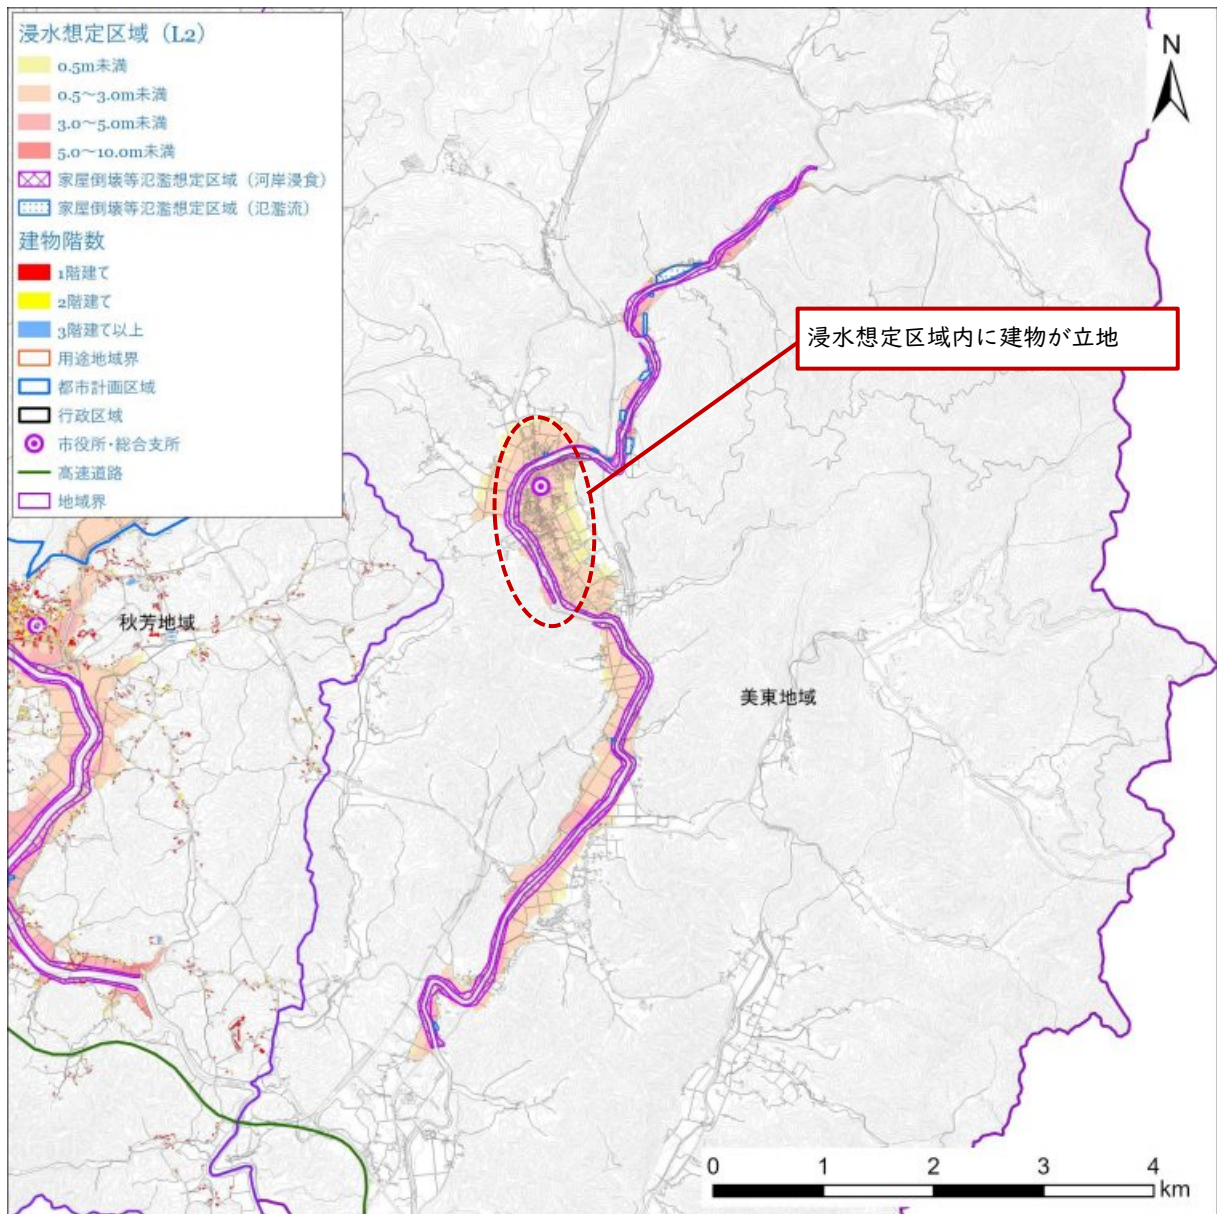 浸水想定区域（L2）
0.5m未満
0.5～3.0m未満
3.0～5.0m未満
5.0～10.0m未満
家屋倒壊等氾濫想定区域（河岸浸食）
家屋倒壊等氾濫想定区域（氾濫流）
建物階数
1階建て
2階建て
3階建て以上
用途地域界
都市計画区域
行政区域
市役所・総合支所
高速道路
地域界
N
浸水想定区域内に建物が立地
秋芳地域
美東地域
0 1 2 3 4
km